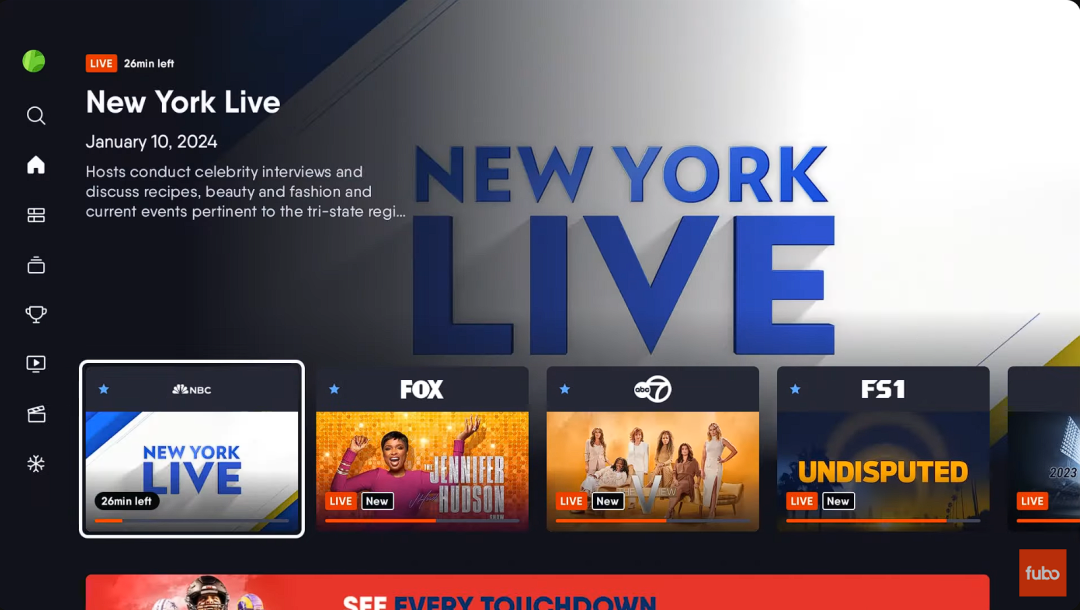 LIVE 26min left
New York Live
January 10, 2024
Hosts conduct celebrity interviews and
discuss recipes, beauty and fashion and
current events pertinent to the tri-state regi...
NEW YORK
LIVE
NBC
NEW YORK
LIVE
26min left
FOX
THE
JENNIFER
HUDSON
SHOW
LIVE New
abc 7
THE VIEW
LIVE New
FS1
UNDISPUTED
LIVE New
2023
LIVE
SEE EVERY TOUCHDOWN
fubo